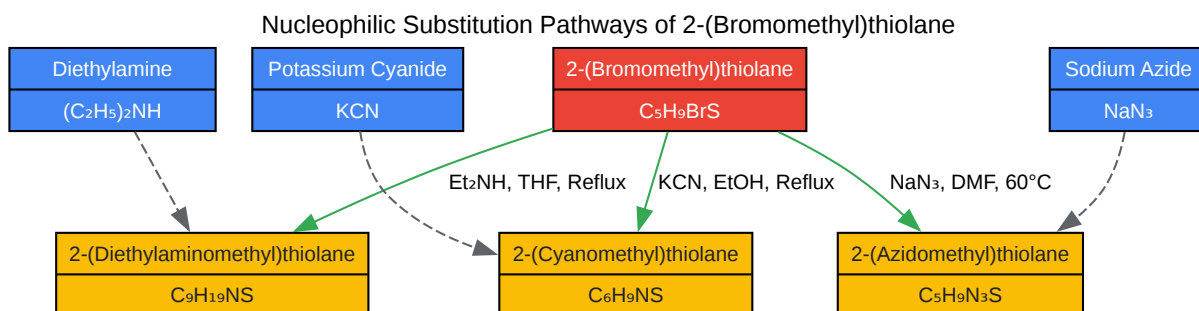 Nucleophilic Substitution Pathways of 2-(Bromomethyl)thiolane
Diethylamine
(C₂H₅)₂NH
Potassium Cyanide
KCN
2-(Bromomethyl)thiolane
C₅H₉BrS
Sodium Azide
NaN₃
Et₂NH, THF, Reflux
KCN, EtOH, Reflux
NaN₃, DMF, 60°C
2-(Diethylaminomethyl)thiolane
C₉H₁₉NS
2-(Cyanomethyl)thiolane
C₆H₉NS
2-(Azidomethyl)thiolane
C₅H₉N₃S